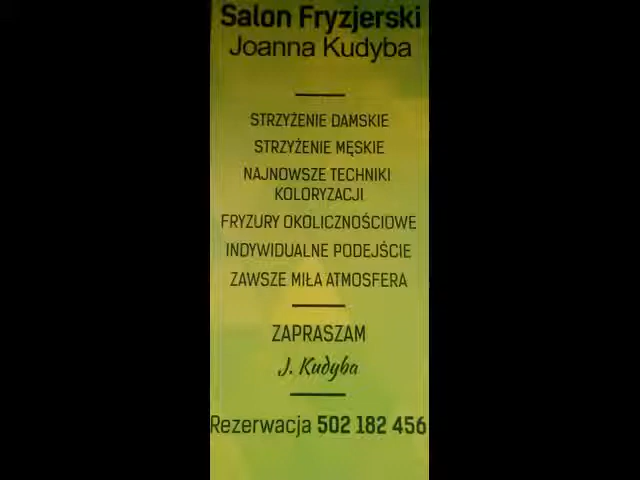 Salon Fryzjerski
Joanna Kudyba
STRZYŻENIE DAMSKIE
STRZYŻENIE MĘSKIE
NAJNOWSZE TECHNIKI
KOLORYZACJI
FRYZURY OKOLICZNOŚCIOWE
INDYWIDUALNE PODEJŚCIE
ZAWSZE MIŁA ATMOSFERA
ZAPRASZAM
J. Kudyba
Rezerwacja 502 182 456